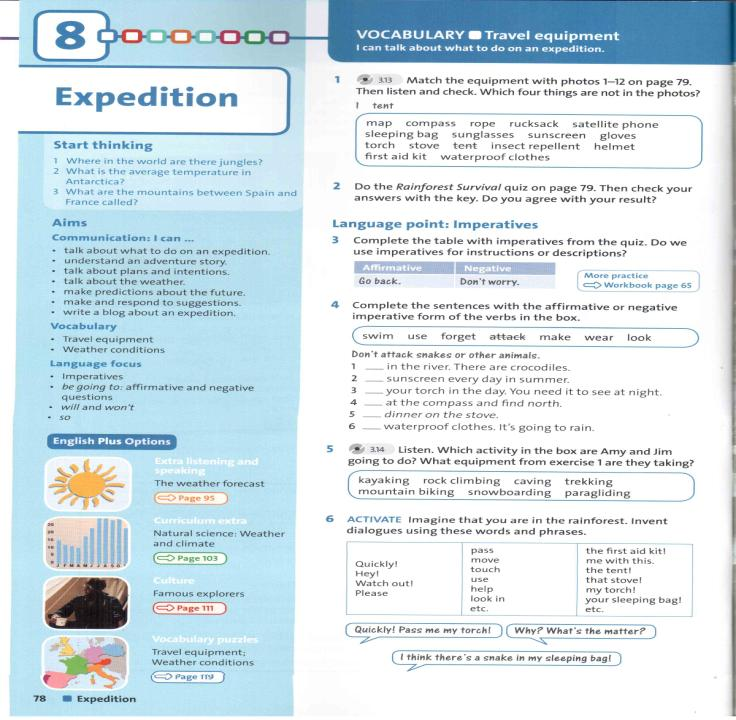 8
Expedition
Start thinking
1 Where in the world are there jungles?
2 What is the average temperature in
Antarctica?
3 What are the mountains between Spain and
France called?
Aims
Communication: I can ...
• talk about what to do on an expedition.
• understand an adventure story.
• talk about plans and intentions.
• talk about the weather.
• make predictions about the future.
• make and respond to suggestions.
• write a blog about an expedition.
Vocabulary
• Travel equipment
• Weather conditions
Language focus
• Imperatives
• be going to: affirmative and negative
questions
• will and won't
• so
English Plus Options
Extra listening and
speaking
The weather forecast
Page 95
Curriculum extra
Natural science: Weather
and climate
Page 103
Culture
Famous explorers
Page 111
Vocabulary puzzles
Travel equipment;
Weather conditions
Page 119
78 Expedition
VOCABULARY Travel equipment
I can talk about what to do on an expedition.
1 3.13 Match the equipment with photos 1–12 on page 79.
Then listen and check. Which four things are not in the photos?
1 tent
map compass rope rucksack satellite phone
sleeping bag sunglasses sunscreen gloves
torch stove tent insect repellent helmet
first aid kit waterproof clothes
2 Do the Rainforest Survival quiz on page 79. Then check your
answers with the key. Do you agree with your result?
Language point: Imperatives
3 Complete the table with imperatives from the quiz. Do we
use imperatives for instructions or descriptions?
Affirmative Negative
Go back. Don't worry.
More practice
Workbook page 65
4 Complete the sentences with the affirmative or negative
imperative form of the verbs in the box.
swim use forget attack make wear look
Don't attack snakes or other animals.
1 ___ in the river. There are crocodiles.
2 ___ sunscreen every day in summer.
3 ___ your torch in the day. You need it to see at night.
4 ___ at the compass and find north.
5 ___ dinner on the stove.
6 ___ waterproof clothes. It's going to rain.
5 3.14 Listen. Which activity in the box are Amy and Jim
going to do? What equipment from exercise 1 are they taking?
kayaking rock climbing caving trekking
mountain biking snowboarding paragliding
6 ACTIVATE Imagine that you are in the rainforest. Invent
dialogues using these words and phrases.
Quickly!
Hey!
Watch out!
Please
pass
move
touch
use
help
look in
etc.
the first aid kit!
me with this.
the tent!
that stove!
my torch!
your sleeping bag!
etc.
Quickly! Pass me my torch!
Why? What's the matter?
I think there's a snake in my sleeping bag!